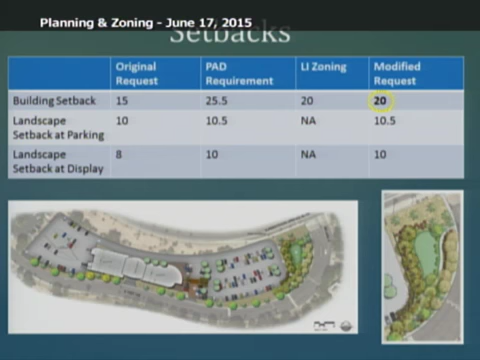 Planning & Zoning - June 17, 2015
Setbacks
Original Request PAD Requirement LI Zoning Modified Request
Building Setback 15 25.5 20 20
Landscape Setback at Parking 10 10.5 NA 10.5
Landscape Setback at Display 8 10 NA 10